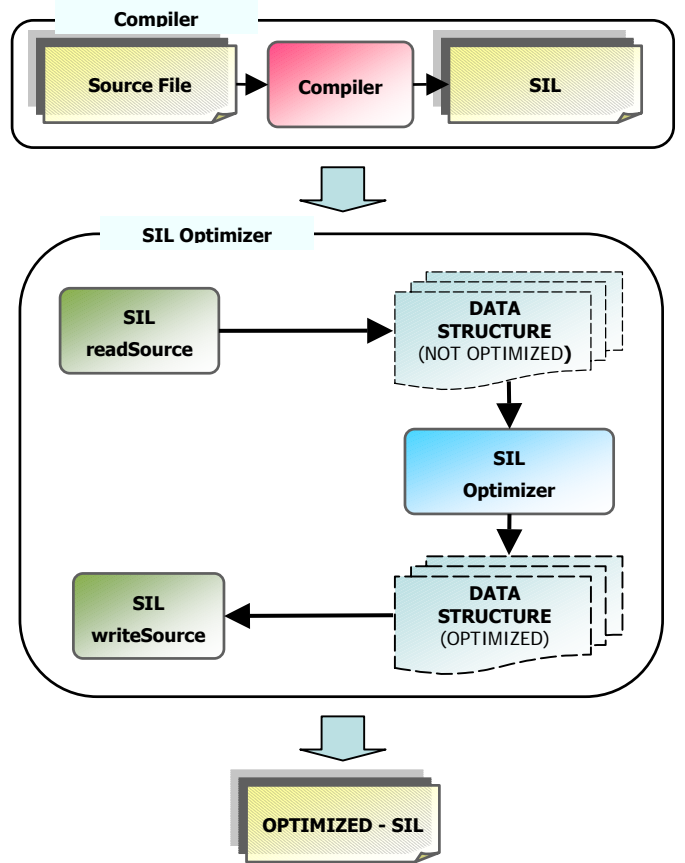 Compiler
Source File
Compiler
SIL
SIL Optimizer
SIL
readSource
DATA
STRUCTURE
(NOT OPTIMIZED)
SIL
Optimizer
SIL
writeSource
DATA
STRUCTURE
(OPTIMIZED)
OPTIMIZED - SIL